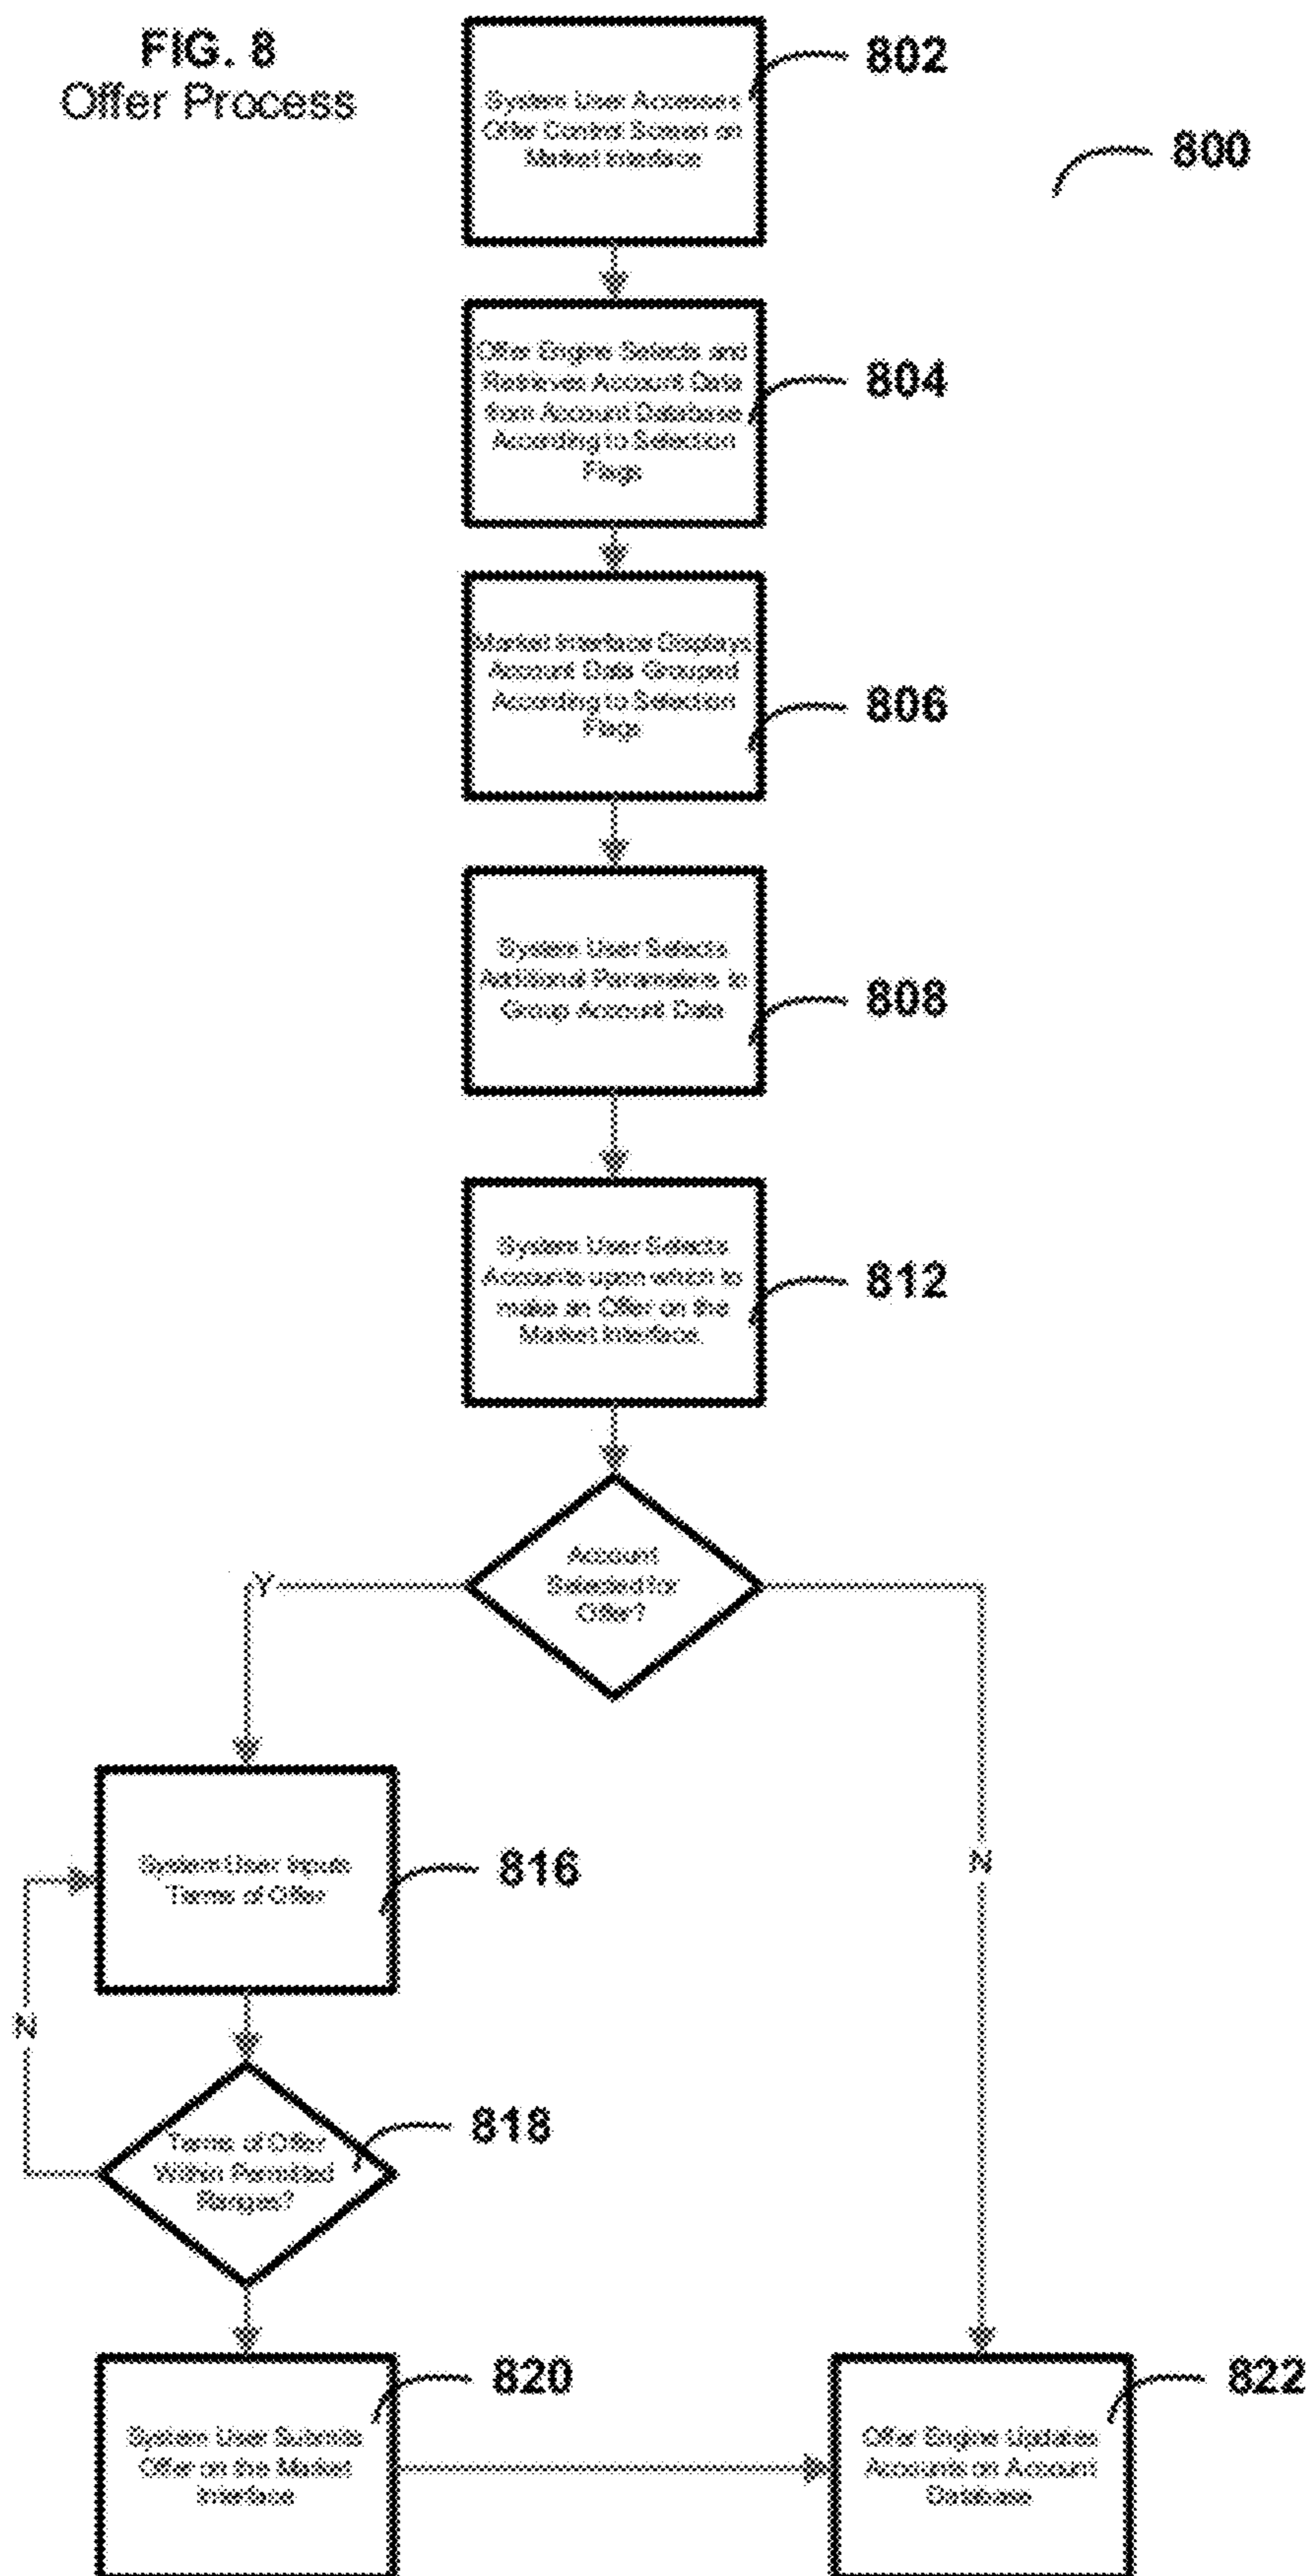 FIG. 8
Offer Process
802
System User Accesses
Offer Control Screen on
Market Interface
800
Offer Engine Selects and
Retrieves Account Data
from Account Database
According to Selection
Flags
804
Market Interface Displays
Account Data Grouped
According to Selection
Flags
806
System User Selects
Additional Parameters to
Group Account Data
808
System User Selects
Accounts upon which to
make an Offer on the
Market Interface.
812
Account
Selected for
Offer?
Y
N
System User Inputs
Terms of Offer
816
N
Terms of Offer
Within Permitted
Ranges?
818
System User Submits
Offer on the Market
Interface
820
Offer Engine Updates
Accounts on Account
Database
822